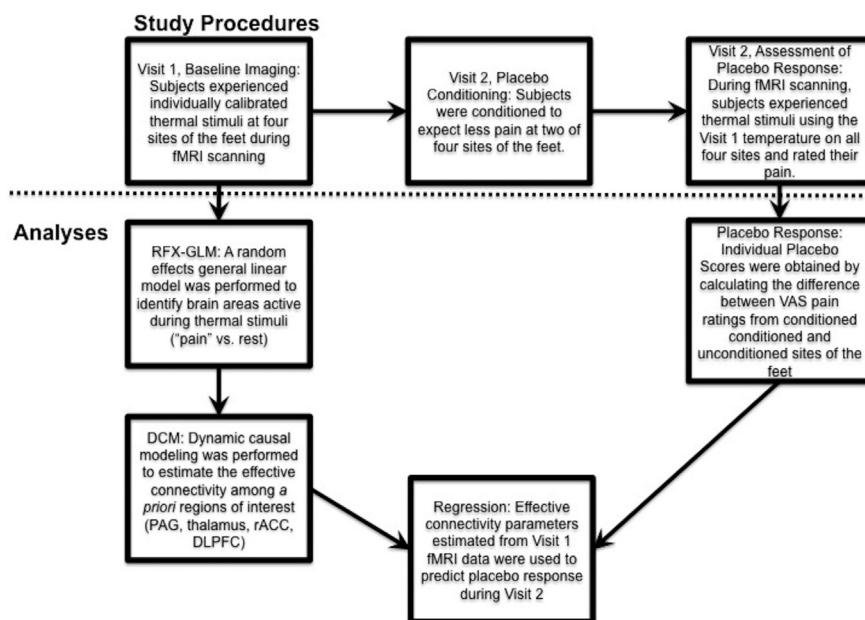 Study Procedures
Visit 1, Baseline Imaging:
Subjects experienced
individually calibrated
thermal stimuli at four
sites of the feet during
fMRI scanning
Visit 2, Placebo
Conditioning: Subjects
were conditioned to
expect less pain at two of
four sites of the feet.
Visit 2, Assessment of
Placebo Response:
During fMRI scanning,
subjects experienced
thermal stimuli using the
Visit 1 temperature on all
four sites and rated their
pain.
Analyses
RFX-GLM: A random
effects general linear
model was performed to
identify brain areas active
during thermal stimuli
("pain" vs. rest)
Placebo Response:
Individual Placebo
Scores were obtained by
calculating the difference
between VAS pain
ratings from conditioned
conditioned and
unconditioned sites of the
feet
DCM: Dynamic causal
modeling was performed
to estimate the effective
connectivity among a
priori regions of interest
(PAG, thalamus, rACC,
DLPFC)
Regression: Effective
connectivity parameters
estimated from Visit 1
fMRI data were used to
predict placebo response
during Visit 2